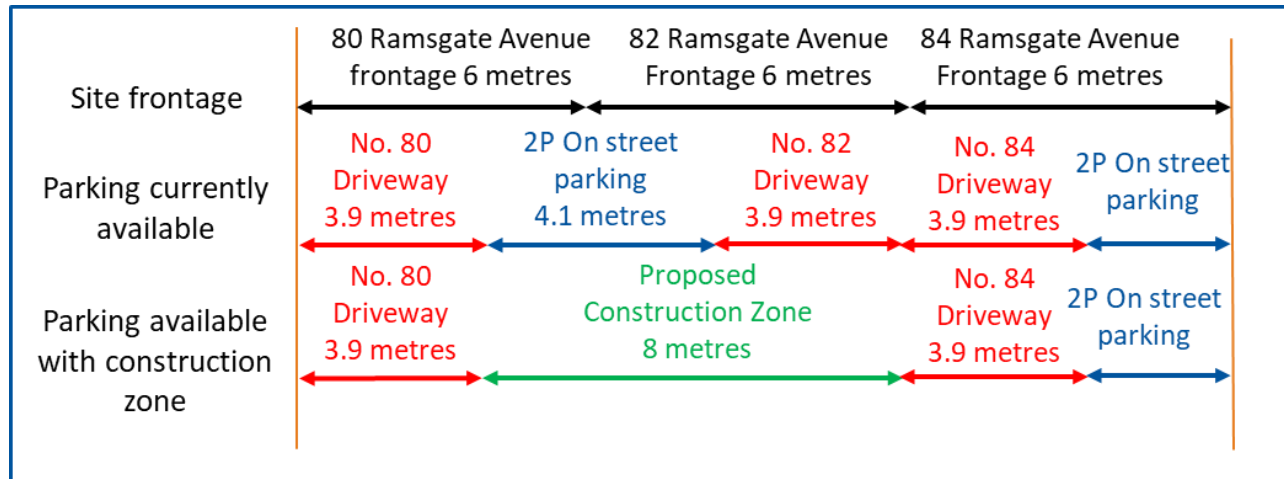 80 Ramsgate Avenue
frontage 6 metres
82 Ramsgate Avenue
Frontage 6 metres
84 Ramsgate Avenue
Frontage 6 metres
Site frontage
No. 80
Driveway
3.9 metres
2P On street
parking
4.1 metres
No. 82
Driveway
3.9 metres
No. 84
Driveway
3.9 metres
2P On street
parking
Parking currently
available
No. 80
Driveway
3.9 metres
Proposed
Construction Zone
8 metres
No. 84
Driveway
3.9 metres
2P On street
parking
Parking available
with construction
zone